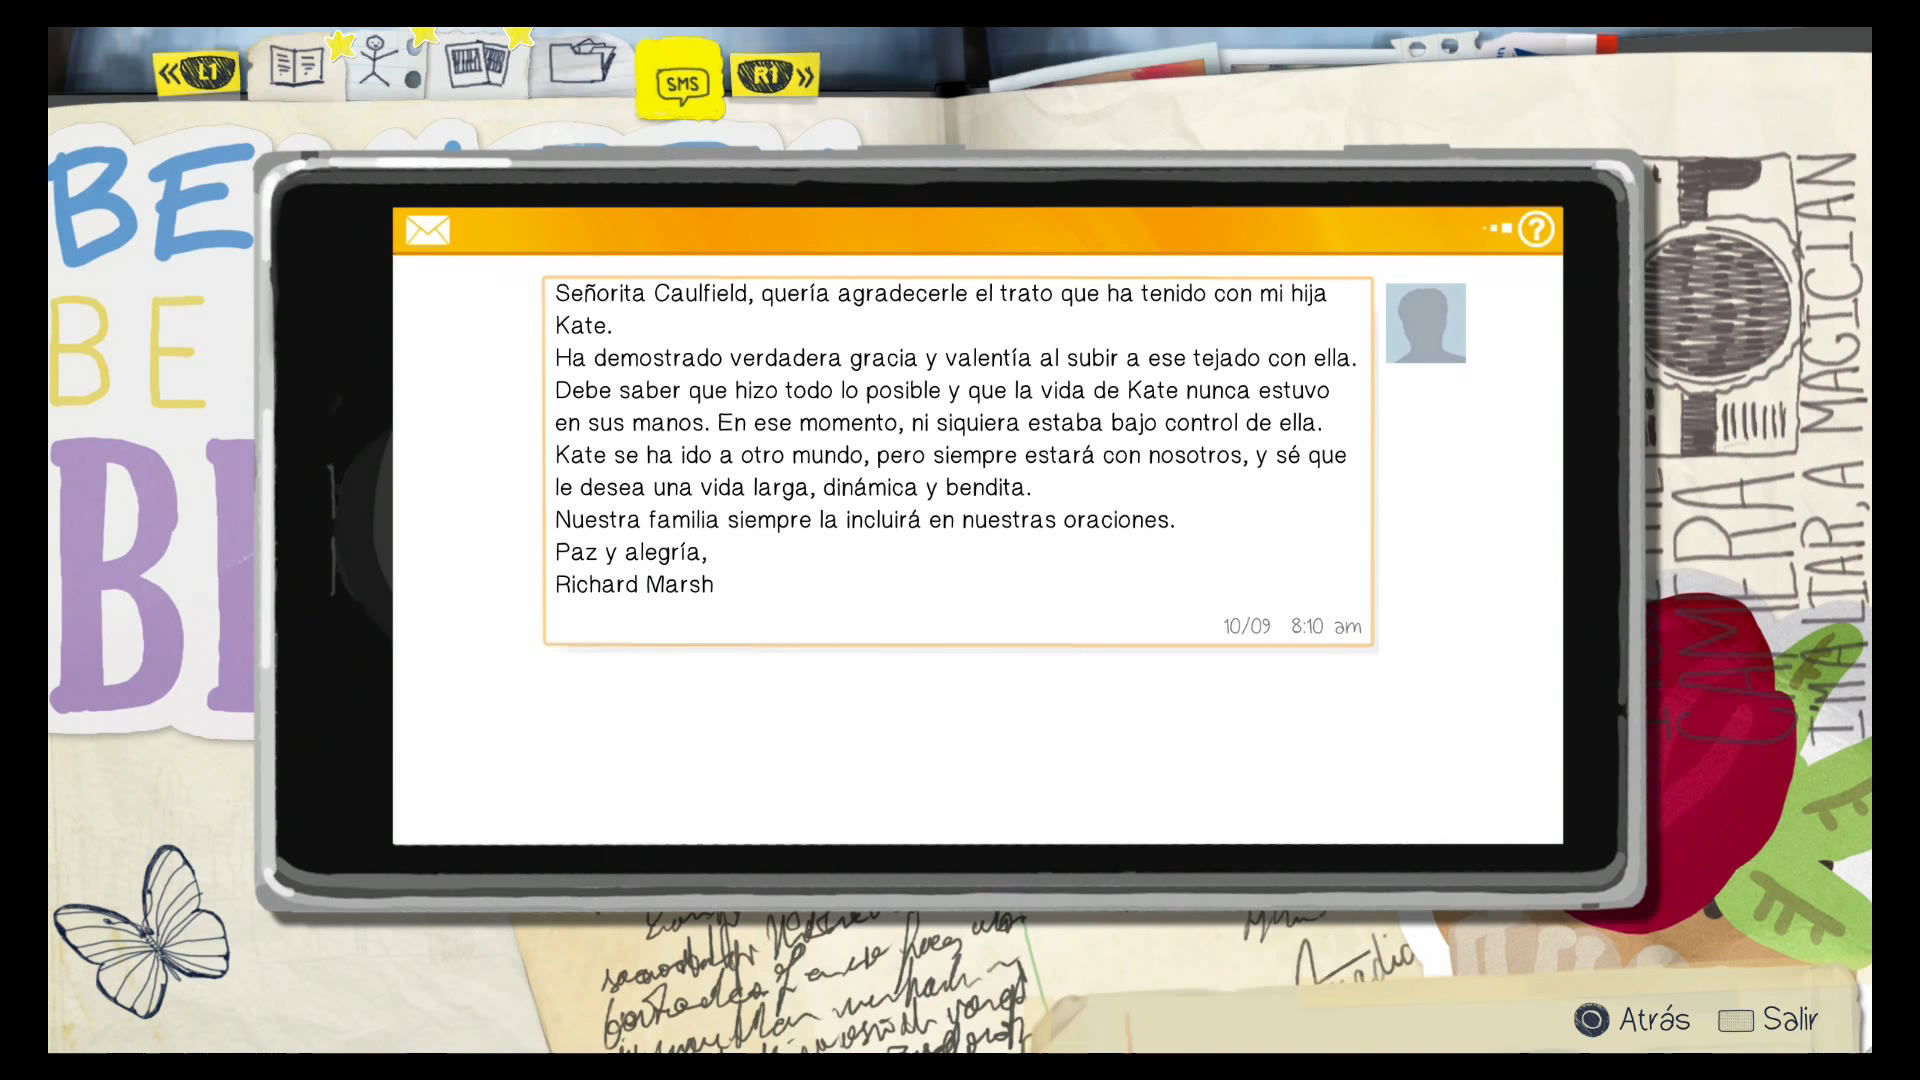 L1
SMS
R1
BE
BE
Señorita Caulfield, quería agradecerle el trato que ha tenido con mi hija
Kate.
Ha demostrado verdadera gracia y valentía al subir a ese tejado con ella.
Debe saber que hizo todo lo posible y que la vida de Kate nunca estuvo
en sus manos. En ese momento, ni siquiera estaba bajo control de ella.
Kate se ha ido a otro mundo, pero siempre estará con nosotros, y sé que
le desea una vida larga, dinámica y bendita.
Nuestra familia siempre la incluirá en nuestras oraciones.
Paz y alegría,
Richard Marsh
10/09 8:10 am
CAMERA
A MAGICIAN
Atrás
Salir